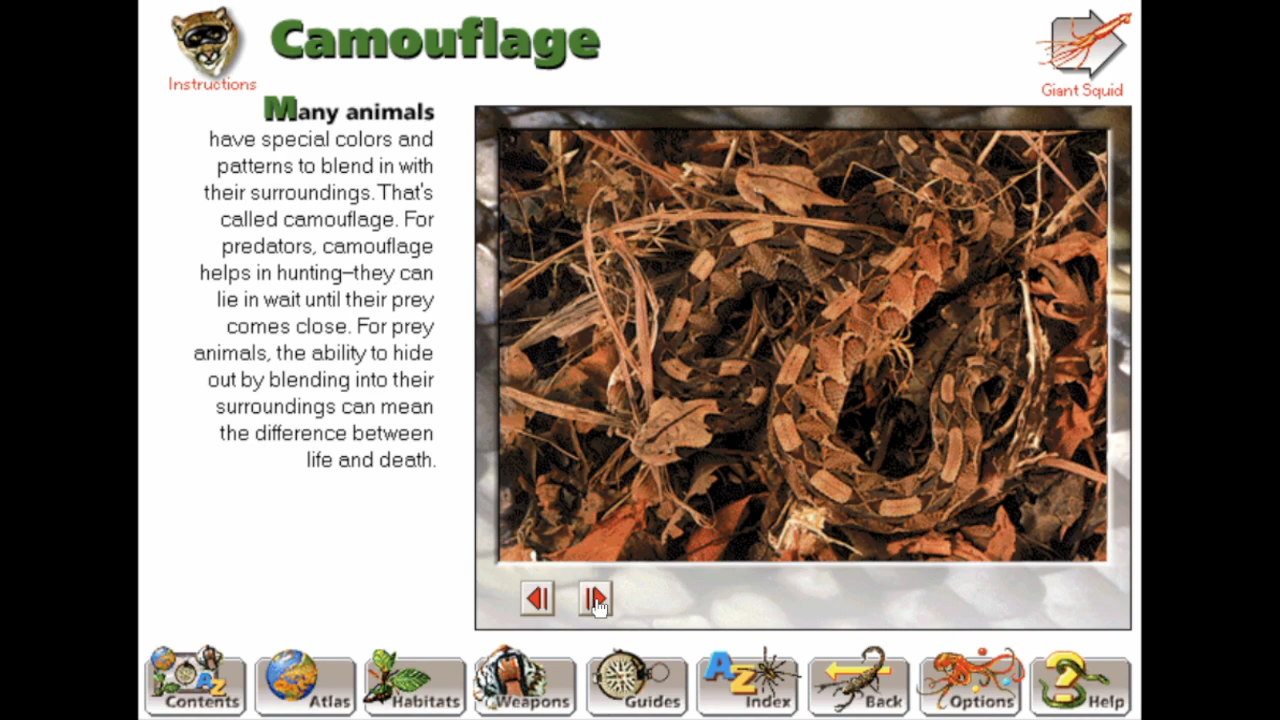 Camouflage
Instructions
Giant Squid
Many animals
have special colors and
patterns to blend in with
their surroundings. That's
called camouflage. For
predators, camouflage
helps in hunting–they can
lie in wait until their prey
comes close. For prey
animals, the ability to hide
out by blending into their
surroundings can mean
the difference between
life and death.
Contents
Atlas
Habitats
Weapons
Guides
AZ
Index
Back
Options
?
Help